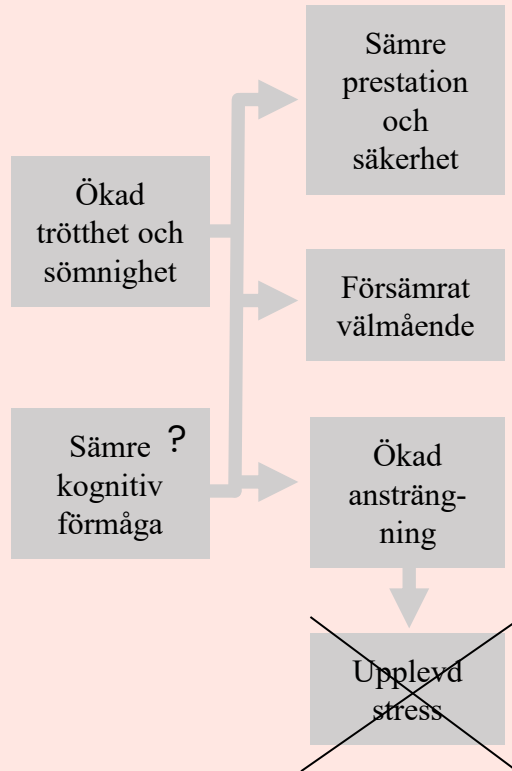 Sämre
prestation
och
säkerhet
Ökad
trötthet och
sömnighet
Försämrat
välmående
Sämre ?
kognitiv
förmåga
Ökad
ansträng-
ning
Upplevd
stress